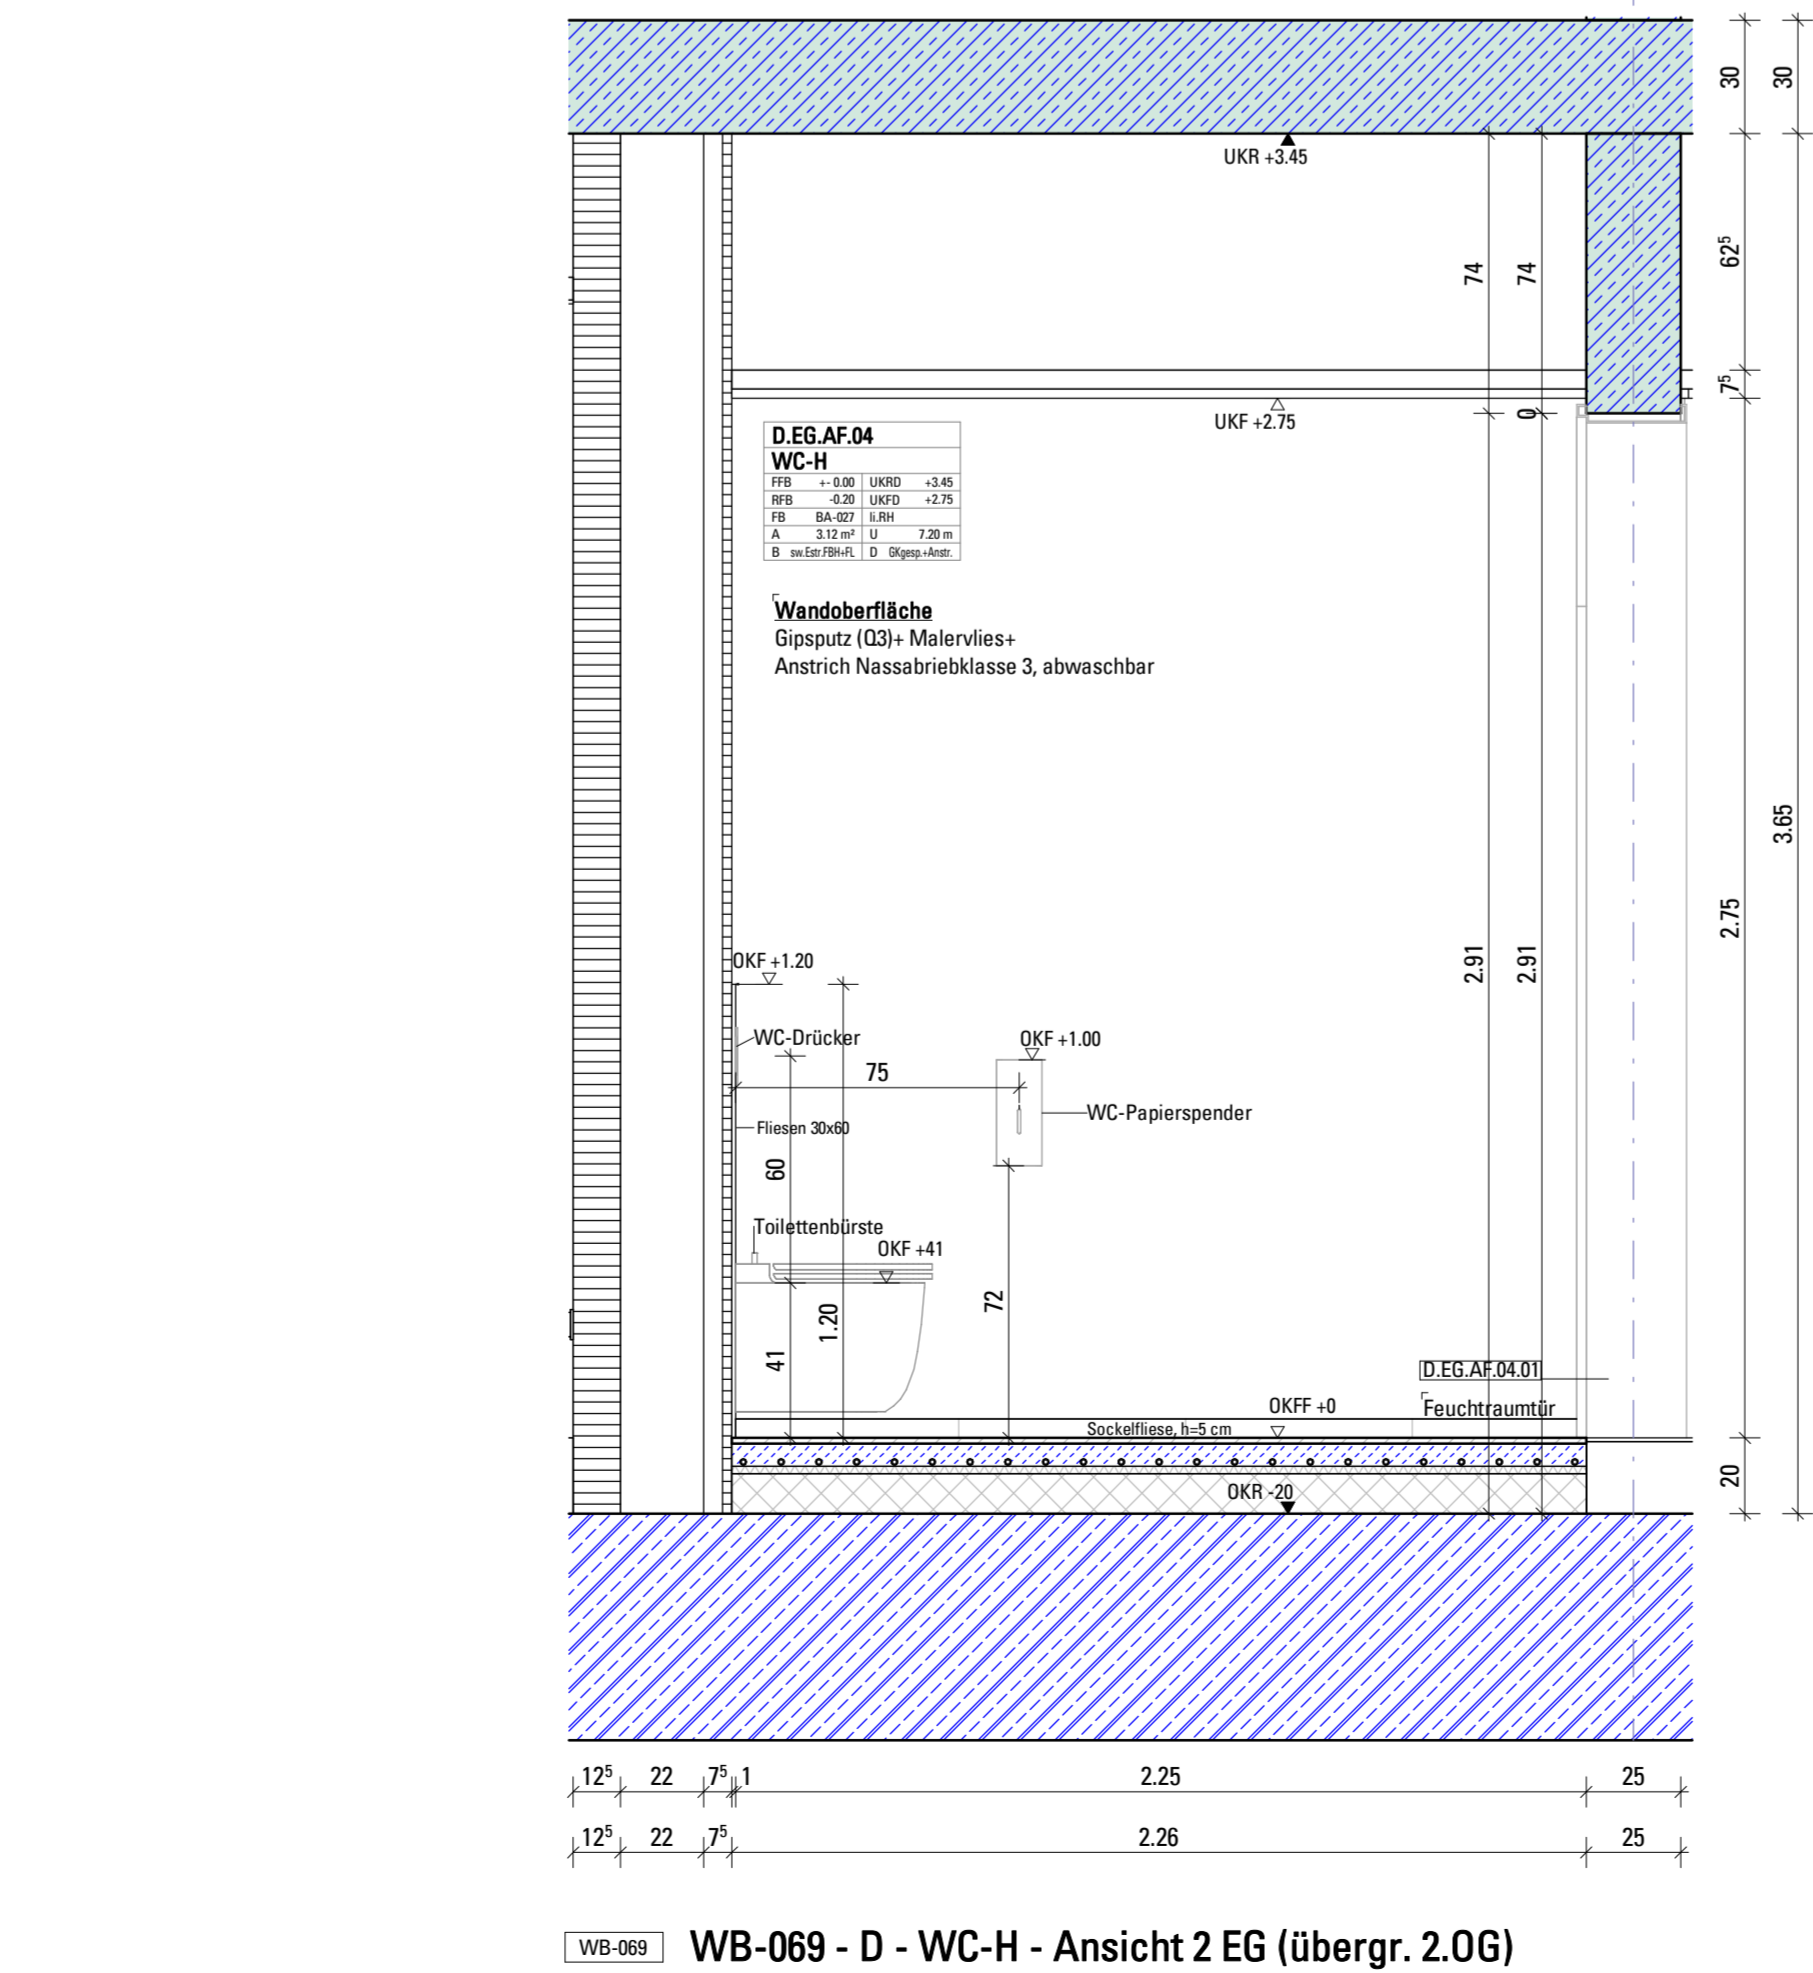 30
30
UKR +3.45
62⁵
74
74
7⁵
0
UKF +2.75
D.EG.AF.04
WC-H
FFB +- 0.00 UKRD +3.45
RFB -0.20 UKFD +2.75
FB BA-027 li.RH
A 3.12 m² U 7.20 m
B sw.Estr.FBH+FL D GKgesp.+Anstr.
Wandoberfläche
Gipsputz (Q3)+ Malervlies+
Anstrich Nassabriebklasse 3, abwaschbar
3.65
2.75
2.91
2.91
OKF +1.20
WC-Drücker
OKF +1.00
75
WC-Papierspender
Fliesen 30x60
60
Toilettenbürste
OKF +41
1.20
72
41
D.EG.AF.04.01
OKFF +0
Feuchtraumtür
Sockelfliese, h=5 cm
20
OKR -20
12⁵ 22 7⁵ 1 2.25 25
12⁵ 22 7⁵ 2.26 25
WB-069 WB-069 - D - WC-H - Ansicht 2 EG (übergr. 2.OG)